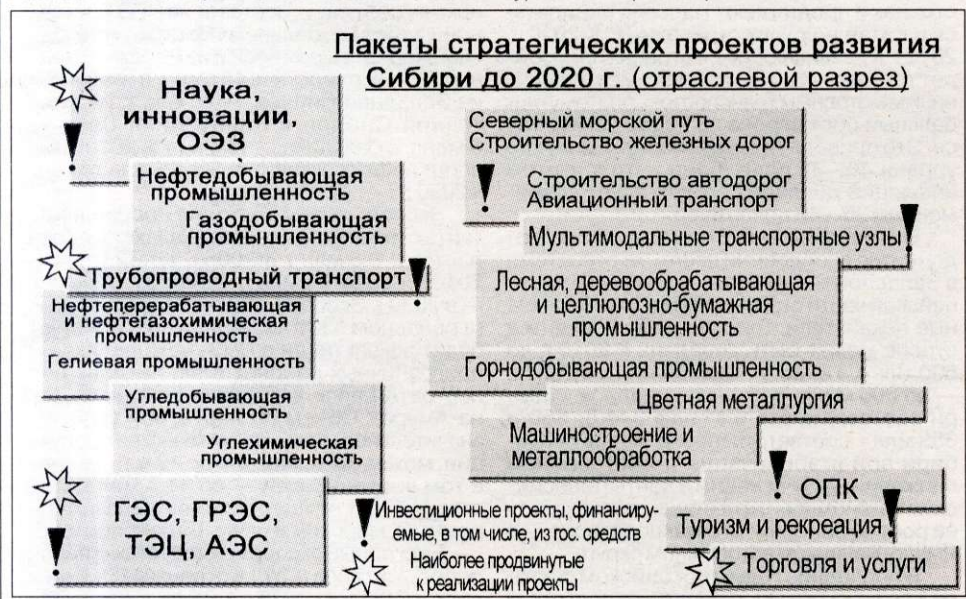 Пакеты стратегических проектов развития
Сибири до 2020 г. (отраслевой разрез)
Наука,
инновации,
ОЭЗ
Нефтедобывающая
промышленность
Газодобывающая
промышленность
Трубопроводный транспорт
Нефтеперерабатывающая
и нефтегазохимическая
промышленность
Гелиевая промышленность
Угледобывающая
промышленность
Углехимическая
промышленность
ГЭС, ГРЭС,
ТЭЦ, АЭС
Северный морской путь
Строительство железных дорог
Строительство автодорог
Авиационный транспорт
Мультимодальные транспортные узлы
Лесная, деревообрабатывающая
и целлюлозно-бумажная
промышленность
Горнодобывающая промышленность
Цветная металлургия
Машиностроение и
металлообработка
ОПК
Туризм и рекреация
Торговля и услуги
Инвестиционные проекты, финансиру-
емые, в том числе, из гос. средств
Наиболее продвинутые
к реализации проекты